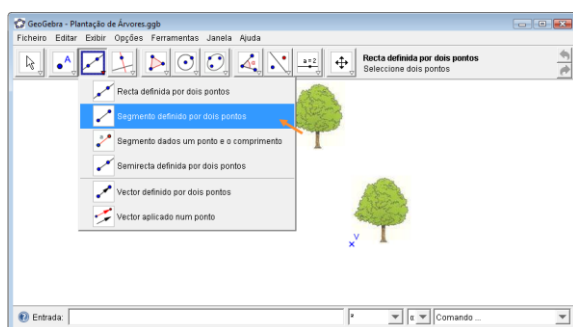 GeoGebra - Plantação de Árvores.ggb
Ficheiro Editar Exibir Opções Ferramentas Janela Ajuda
A
a=2
Recta definida por dois pontos
Seleccione dois pontos
Recta definida por dois pontos
Segmento definido por dois pontos
Segmento dados um ponto e o comprimento
Semirecta definida por dois pontos
Vector definido por dois pontos
Vector aplicado num ponto
V
Entrada:
α
Comando ...